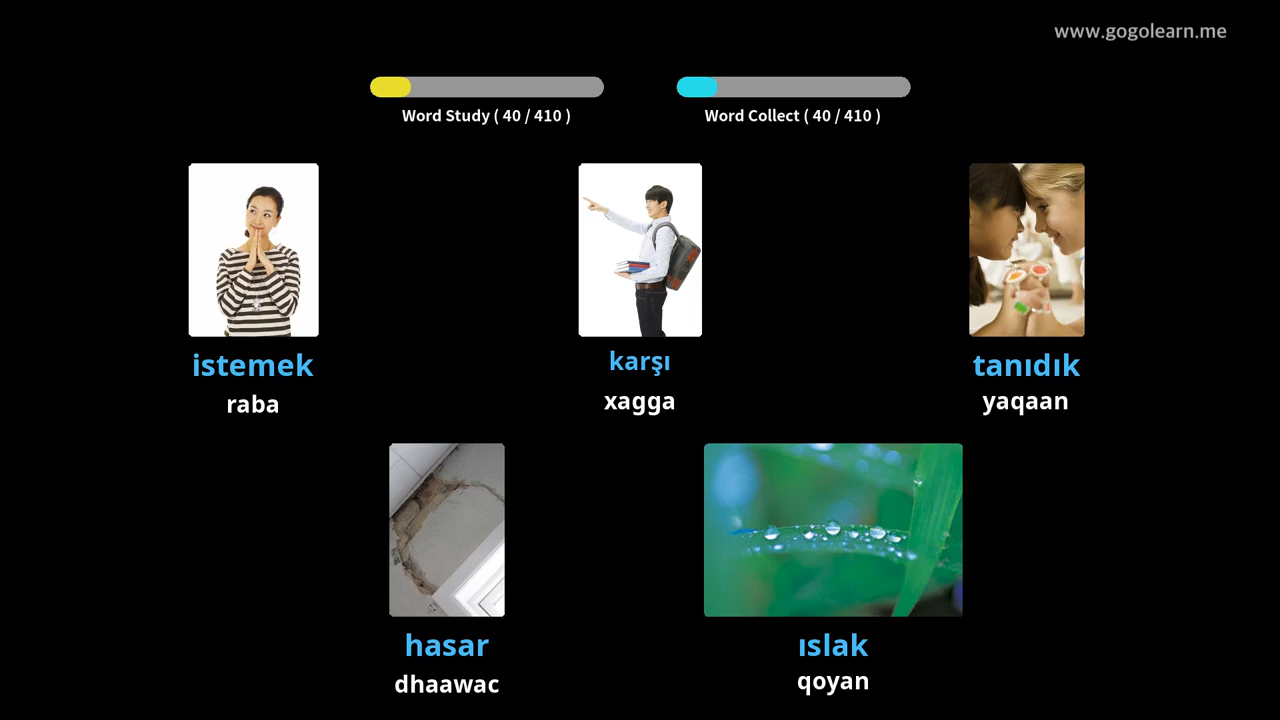 www.gogolearn.me
Word Study ( 40 / 410 )
Word Collect ( 40 / 410 )
istemek
raba
karşı
xagga
tanıdık
yaqaan
hasar
dhaawac
ıslak
qoyan